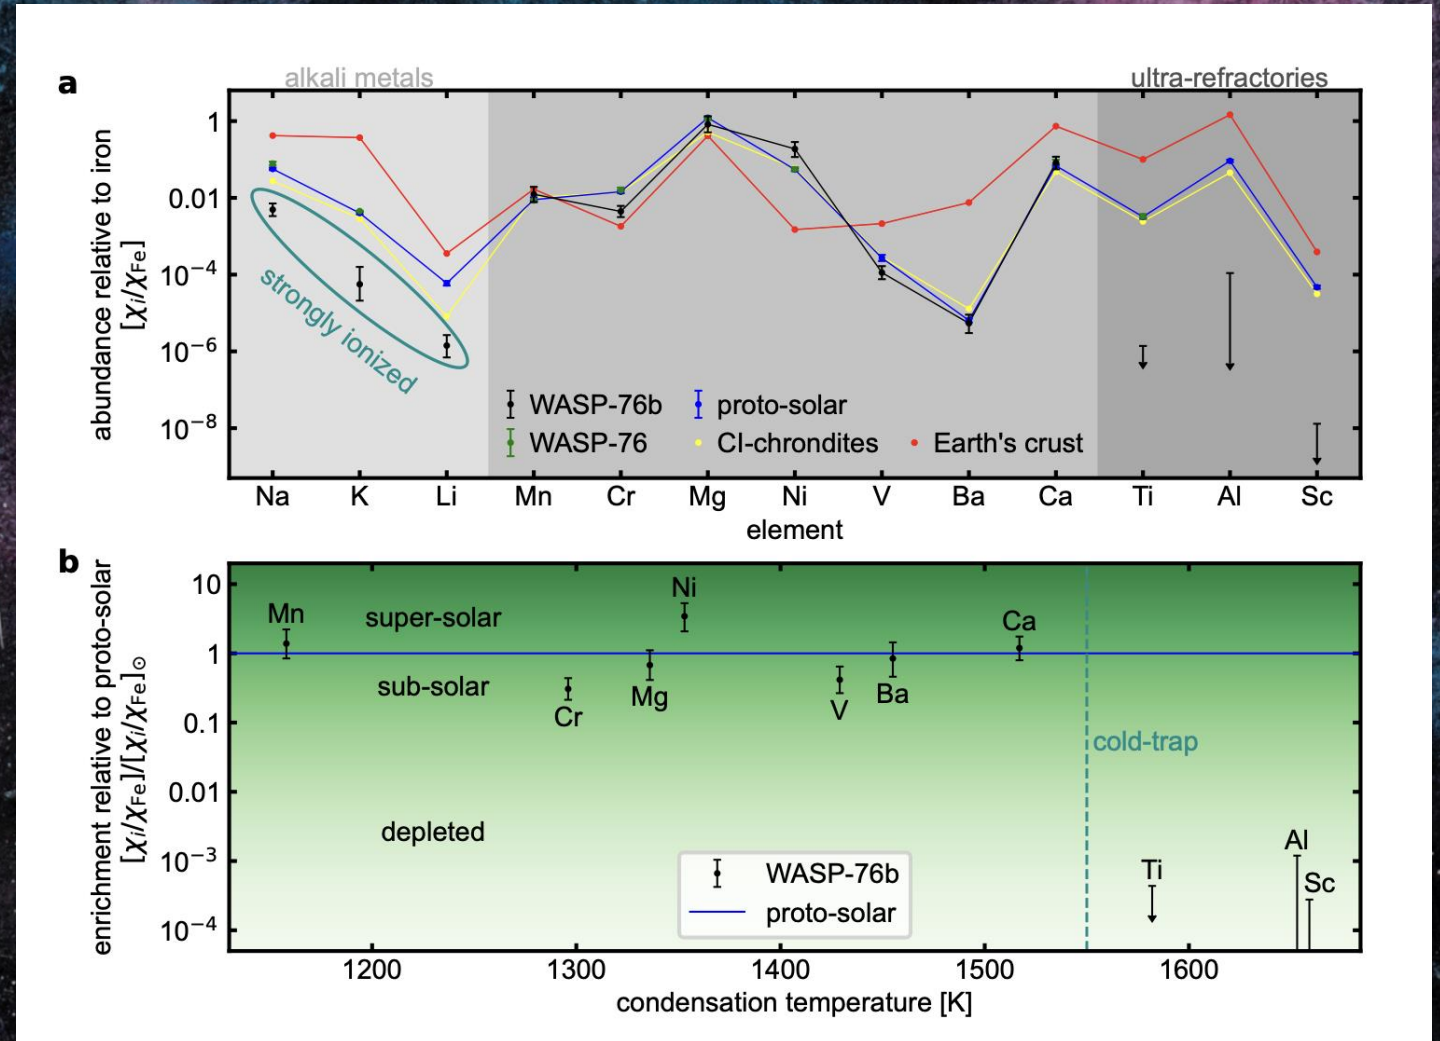 a
alkali metals
ultra-refractories
abundance relative to iron
[χi/χFe]
1
0.01
10⁻⁴
10⁻⁶
10⁻⁸
strongly ionized
WASP-76b
proto-solar
WASP-76
CI-chrondites
Earth's crust
Na K Li Mn Cr Mg Ni V Ba Ca Ti Al Sc
element
b
enrichment relative to proto-solar
[χi/χFe]/[χi/χFe]⊙
10
1
0.1
0.01
10⁻³
10⁻⁴
Mn
super-solar
Ni
Ca
sub-solar
Cr
Mg
V
Ba
cold-trap
depleted
Ti
Al
Sc
WASP-76b
proto-solar
1200 1300 1400 1500 1600
condensation temperature [K]